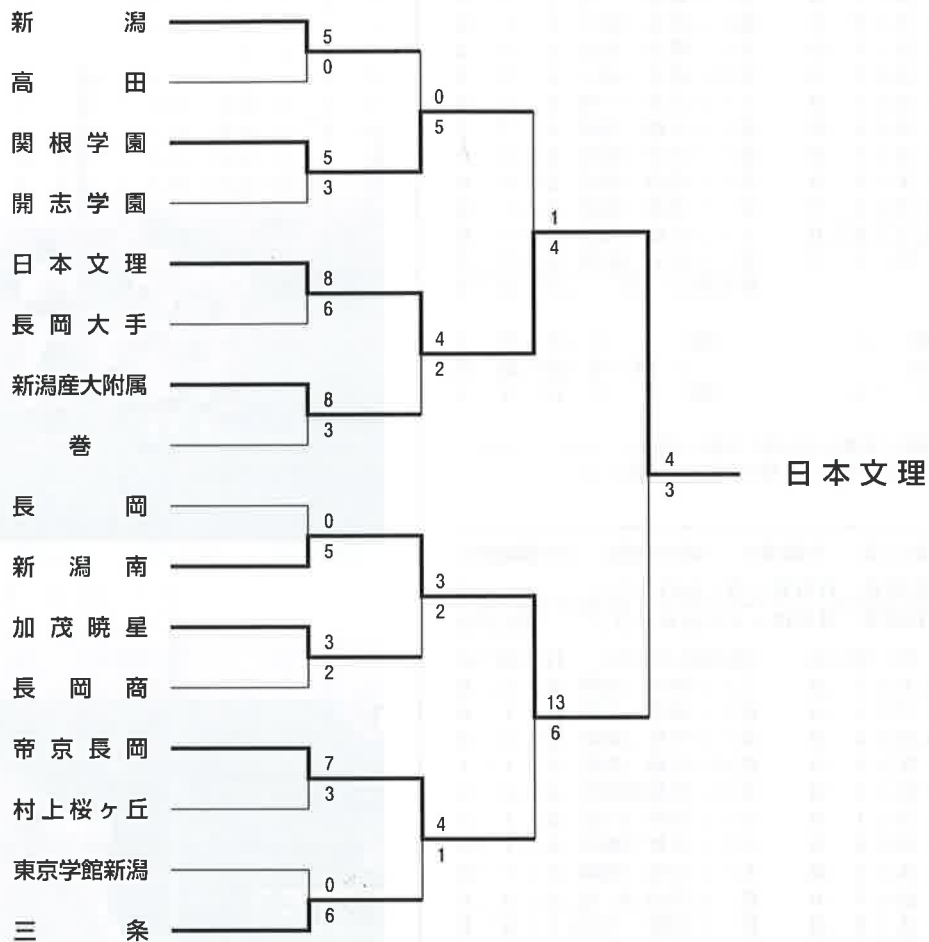 新潟
5
0
高田
0
5
関根学園
5
3
開志学園
1
4
日本文理
8
6
長岡大手
4
2
新潟産大附属
8
3
巻
4
3
日本文理
長岡
0
5
新潟南
3
2
加茂暁星
3
2
長岡商
13
6
帝京長岡
7
3
村上桜ヶ丘
4
1
東京学館新潟
0
6
三条